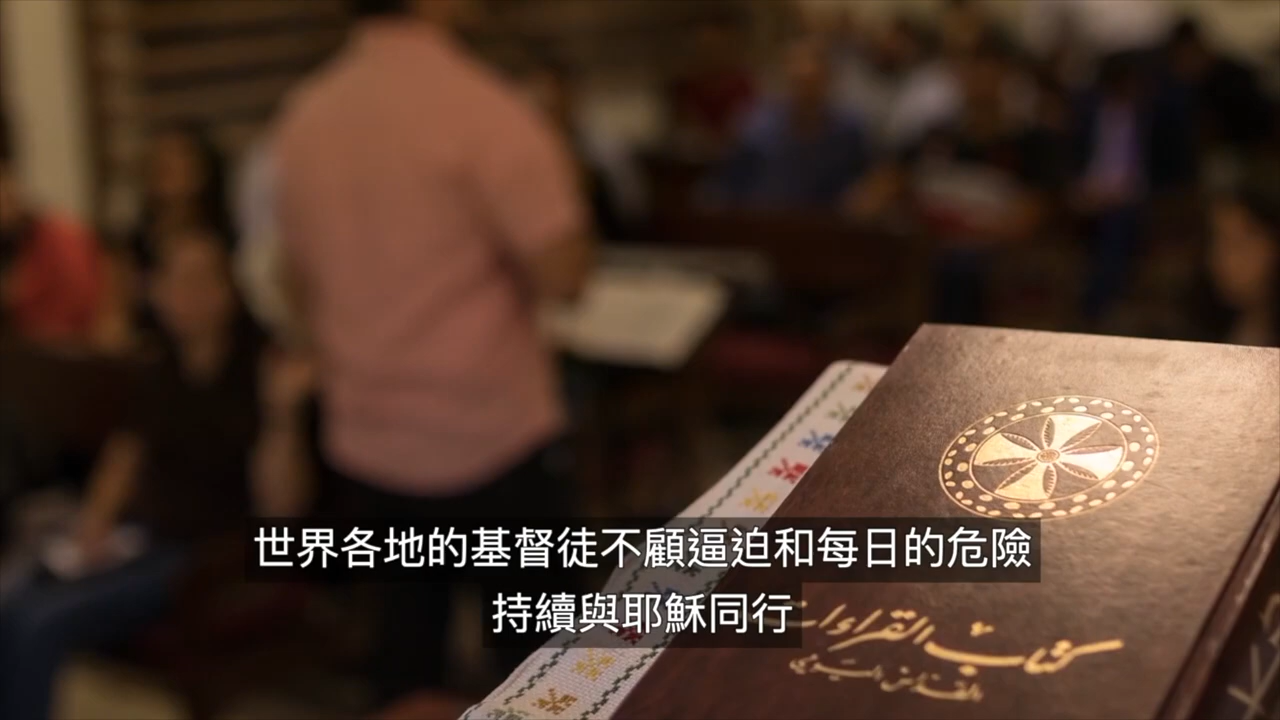 世界各地的基督徒不顧逼迫和每日的危險
持續與耶穌同行
كتاب القراءات